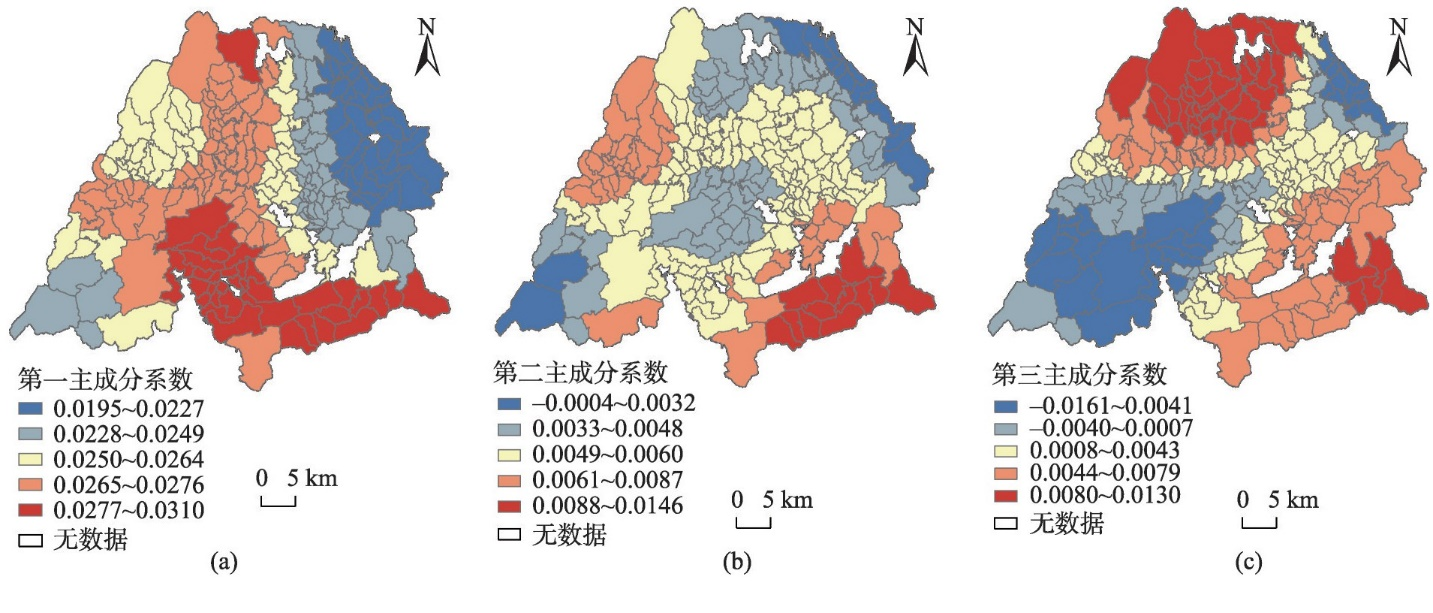 N
第一主成分系数
0.0195~0.0227
0.0228~0.0249
0.0250~0.0264
0.0265~0.0276
0.0277~0.0310
无数据
0 5 km
(a)
N
第二主成分系数
–0.0004~0.0032
0.0033~0.0048
0.0049~0.0060
0.0061~0.0087
0.0088~0.0146
无数据
0 5 km
(b)
N
第三主成分系数
–0.0161~0.0041
–0.0040~0.0007
0.0008~0.0043
0.0044~0.0079
0.0080~0.0130
无数据
0 5 km
(c)